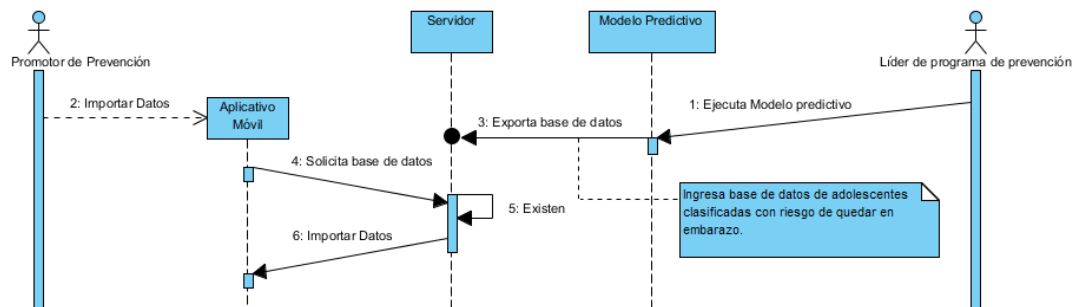 Servidor
Modelo Predictivo
Promotor de Prevención
Líder de programa de prevención
2: Importar Datos
Aplicativo
Móvil
1: Ejecuta Modelo predictivo
3: Exporta base de datos
4: Solicita base de datos
5: Existen
Ingresa base de datos de adolescentes
clasificadas con riesgo de quedar en
embarazo.
6: Importar Datos